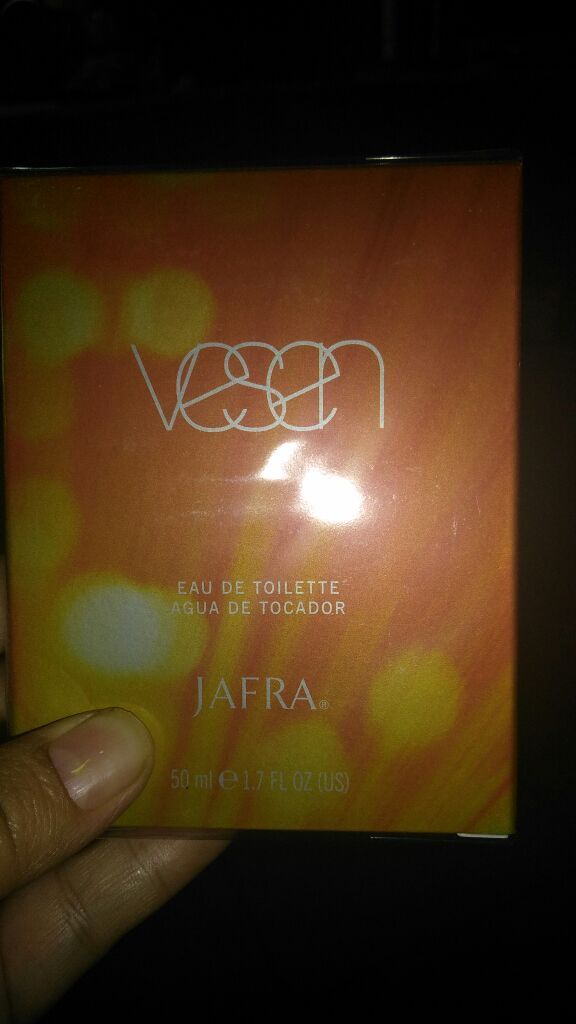 vesen
EAU DE TOILETTE
AGUA DE TOCADOR
JAFRA®
50 ml e 1.7 FL OZ (US)